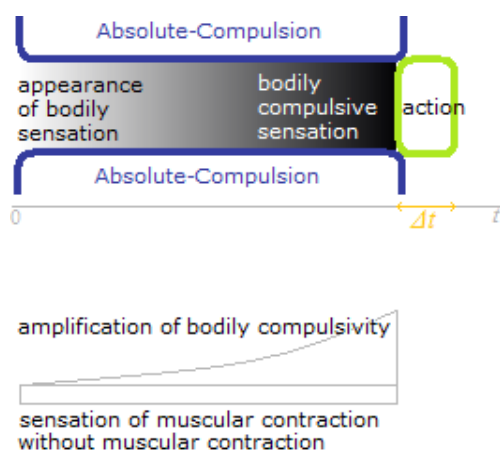 Absolute-Compulsion
appearance
of bodily
sensation
bodily
compulsive
sensation
action
Absolute-Compulsion
0
Δt
t
amplification of bodily compulsivity
sensation of muscular contraction
without muscular contraction